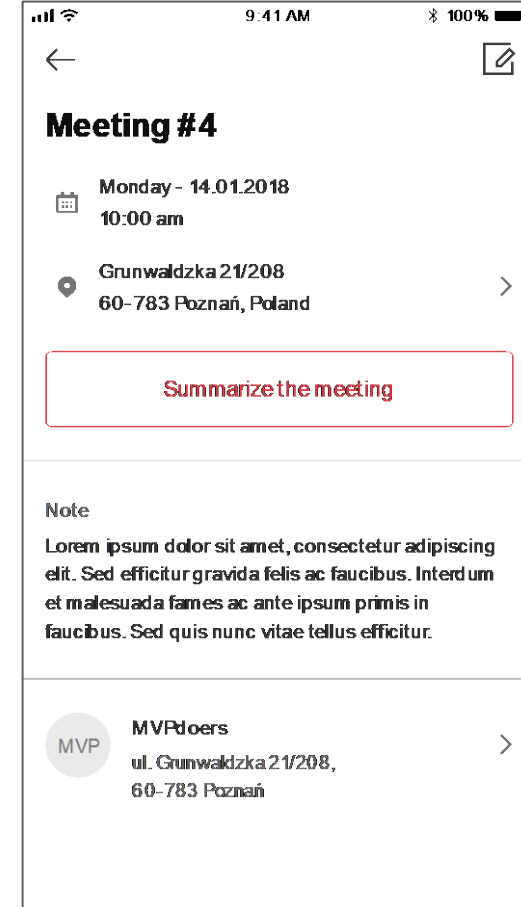 9:41 AM
100%
Meeting #4
Monday - 14.01.2018
10:00 am
Grunwaldzka 21/208
60-783 Poznań, Poland
Summarize the meeting
Note
Lorem ipsum dolor sit amet, consectetur adipiscing
elit. Sed efficitur gravida felis ac faucibus. Interdum
et malesuada fames ac ante ipsum primis in
faucibus. Sed quis nunc vitae tellus efficitur.
MVP
MVPdoers
ul. Grunwaldzka 21/208,
60-783 Poznań